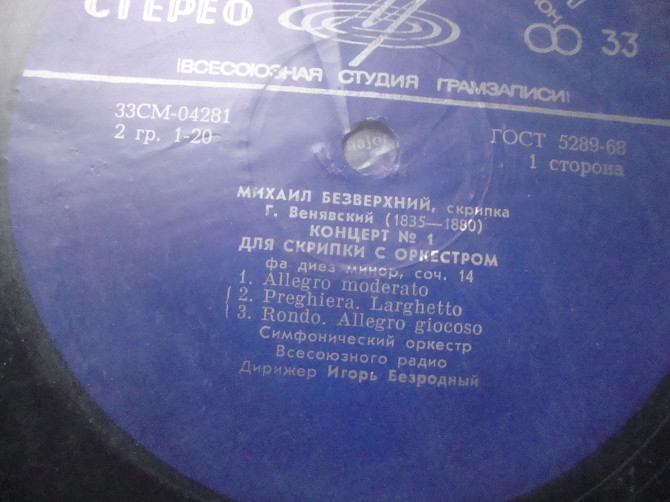 СТЕРЕО
33
ВСЕСОЮЗНАЯ СТУДИЯ ГРАМЗАПИСИ
33СМ-04281
2 гр. 1-20
ГОСТ 5289-68
1 сторона
major
МИХАИЛ БЕЗВЕРХНИЙ, скрипка
Г. Венявский (1835—1880)
КОНЦЕРТ № 1
ДЛЯ СКРИПКИ С ОРКЕСТРОМ
фа диез минор, соч. 14
1. Allegro moderato
2. Preghiera. Larghetto
3. Rondo. Allegro giocoso
Симфонический оркестр
Всесоюзного радио
Дирижер Игорь Безродный